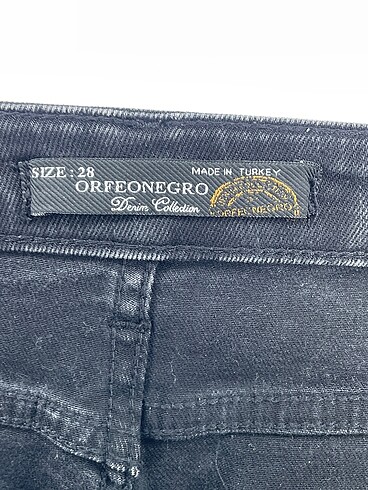 SIZE : 28
MADE IN TURKEY
ORFEONEGRO
Denim Collection
ORFEONEGRO